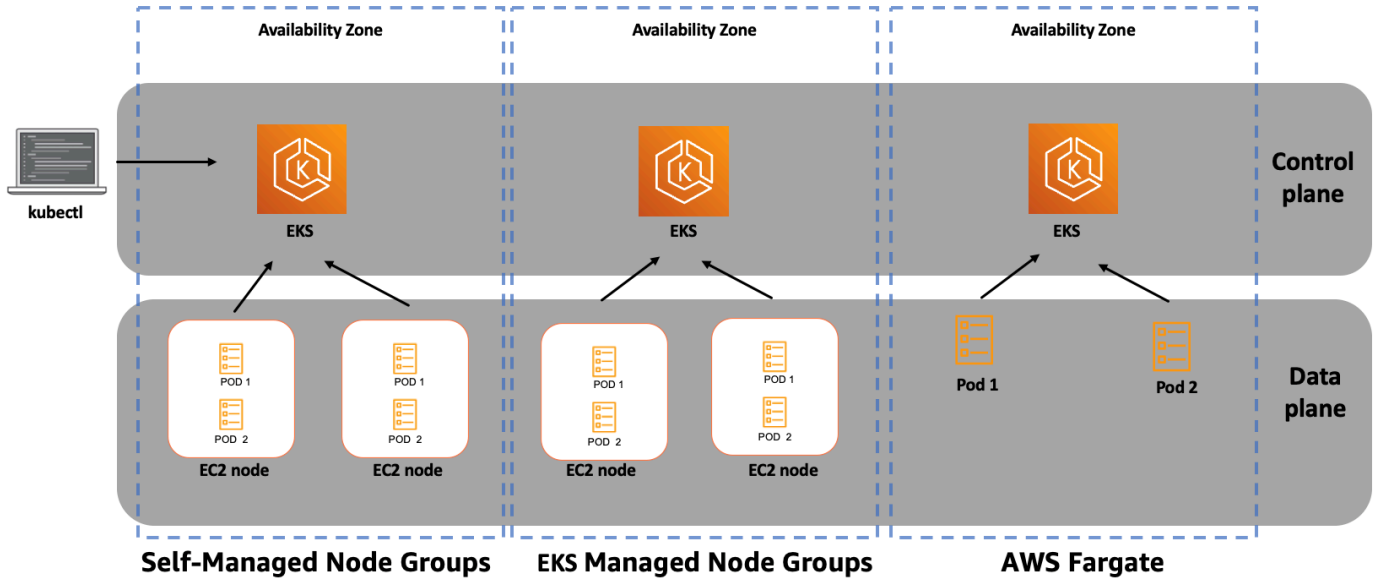 Availability Zone
Availability Zone
Availability Zone
kubectl
K
EKS
K
EKS
K
EKS
Control
plane
POD 1
POD 2
EC2 node
POD 1
POD 2
EC2 node
POD 1
POD 2
EC2 node
POD 1
POD 2
EC2 node
Pod 1
Pod 2
Data
plane
Self-Managed Node Groups
EKS Managed Node Groups
AWS Fargate